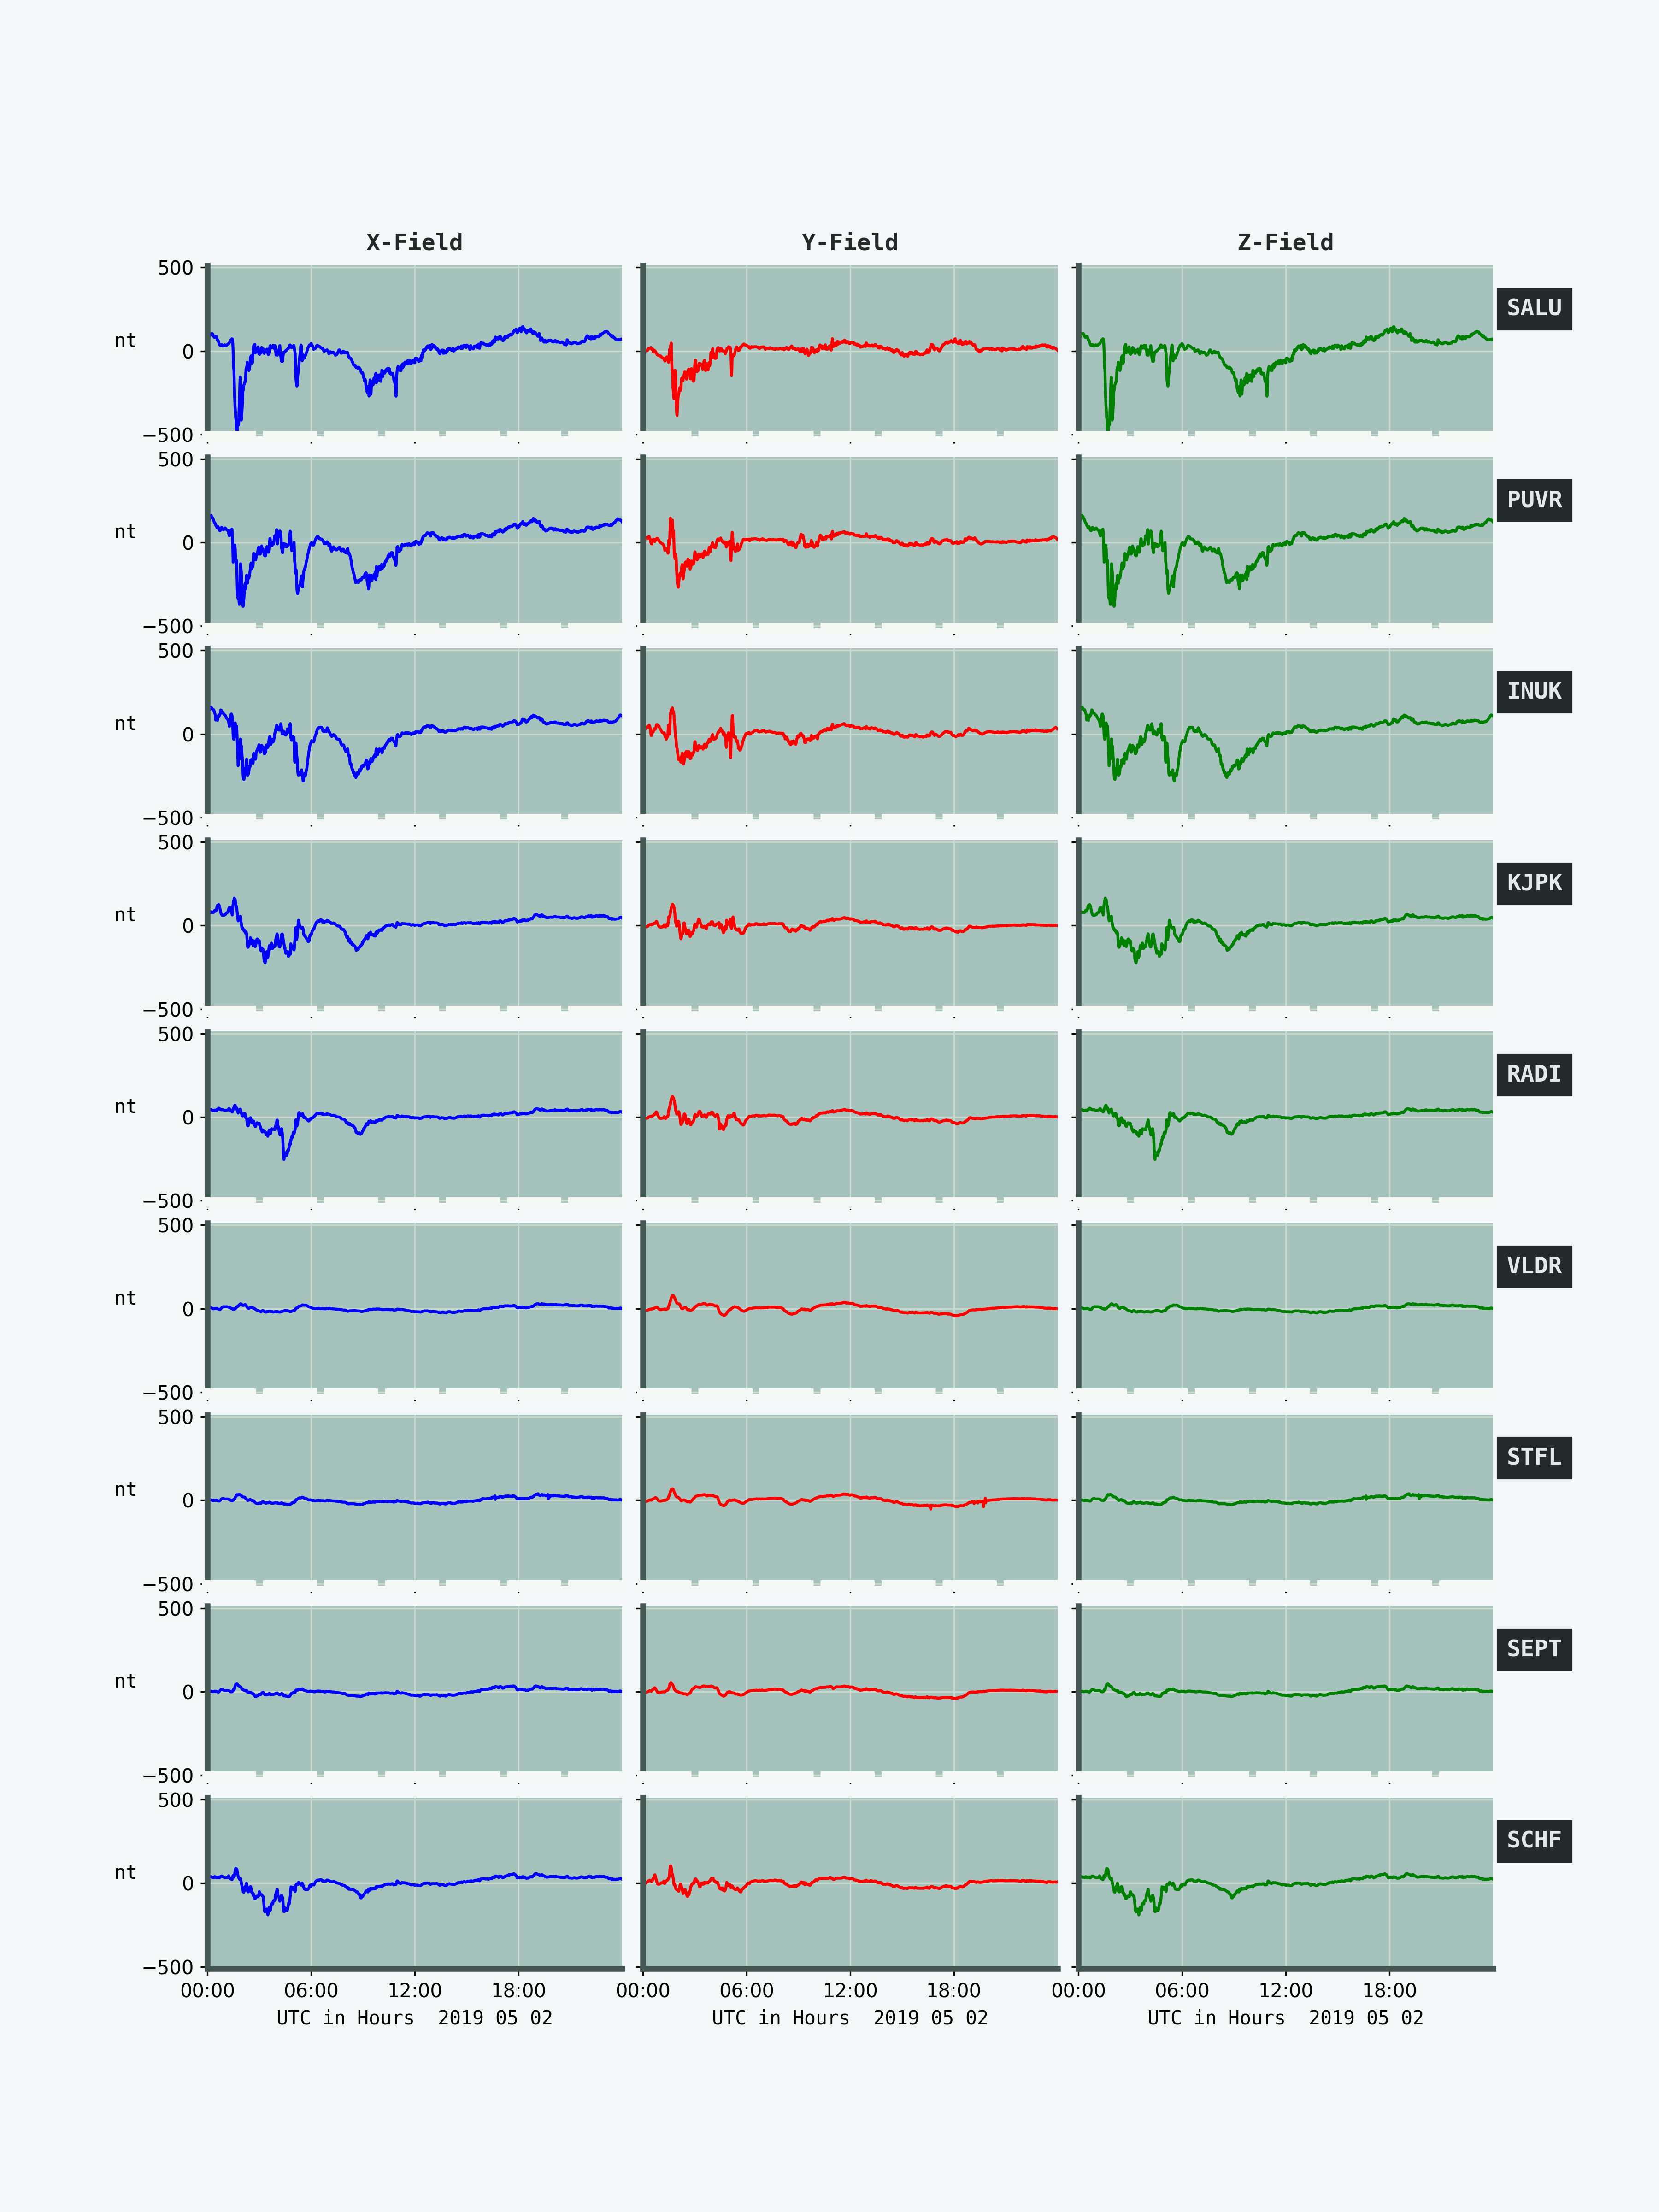 X-Field Y-Field Z-Field
500
nt 0
−500
SALU
500
nt 0
−500
PUVR
500
nt 0
−500
INUK
500
nt 0
−500
KJPK
500
nt 0
−500
RADI
500
nt 0
−500
VLDR
500
nt 0
−500
STFL
500
nt 0
−500
SEPT
500
nt 0
−500
SCHF
00:00 06:00 12:00 18:00 00:00 06:00 12:00 18:00 00:00 06:00 12:00 18:00
UTC in Hours 2019 05 02 UTC in Hours 2019 05 02 UTC in Hours 2019 05 02